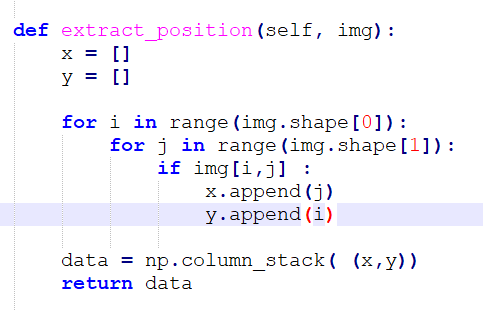 def extract_position(self, img):
    x = []
    y = []

    for i in range(img.shape[0]):
        for j in range(img.shape[1]):
            if img[i,j] :
                x.append(j)
                y.append(i)

    data = np.column_stack( (x,y))
    return data